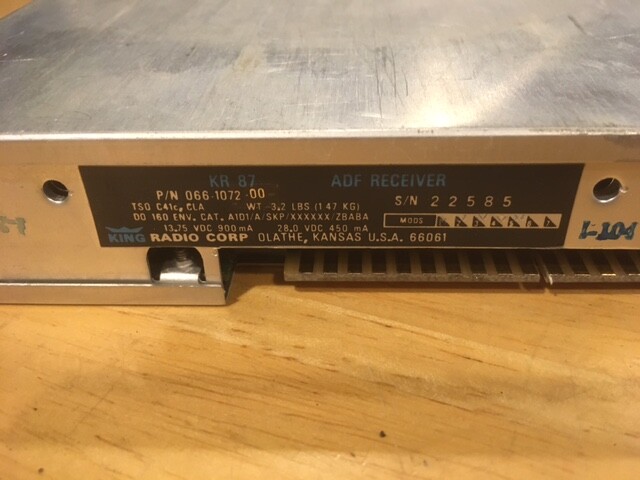 KR 87 ADF RECEIVER
P/N 066-1072-00
S/N 22585
TSO C41c, CLA WT 3.2 LBS (1.47 KG)
DO 160 ENV. CAT. A1D1/A/SKP/XXXXXX/ZBABA
MODS
13.75 VDC 900 mA 28.0 VDC 450 mA
KING RADIO CORP OLATHE, KANSAS U.S.A. 66061
I-104